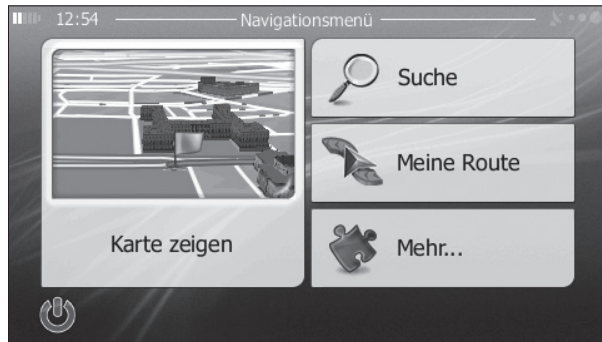 12:54
Navigationsmenü
Suche
Meine Route
Karte zeigen
Mehr...